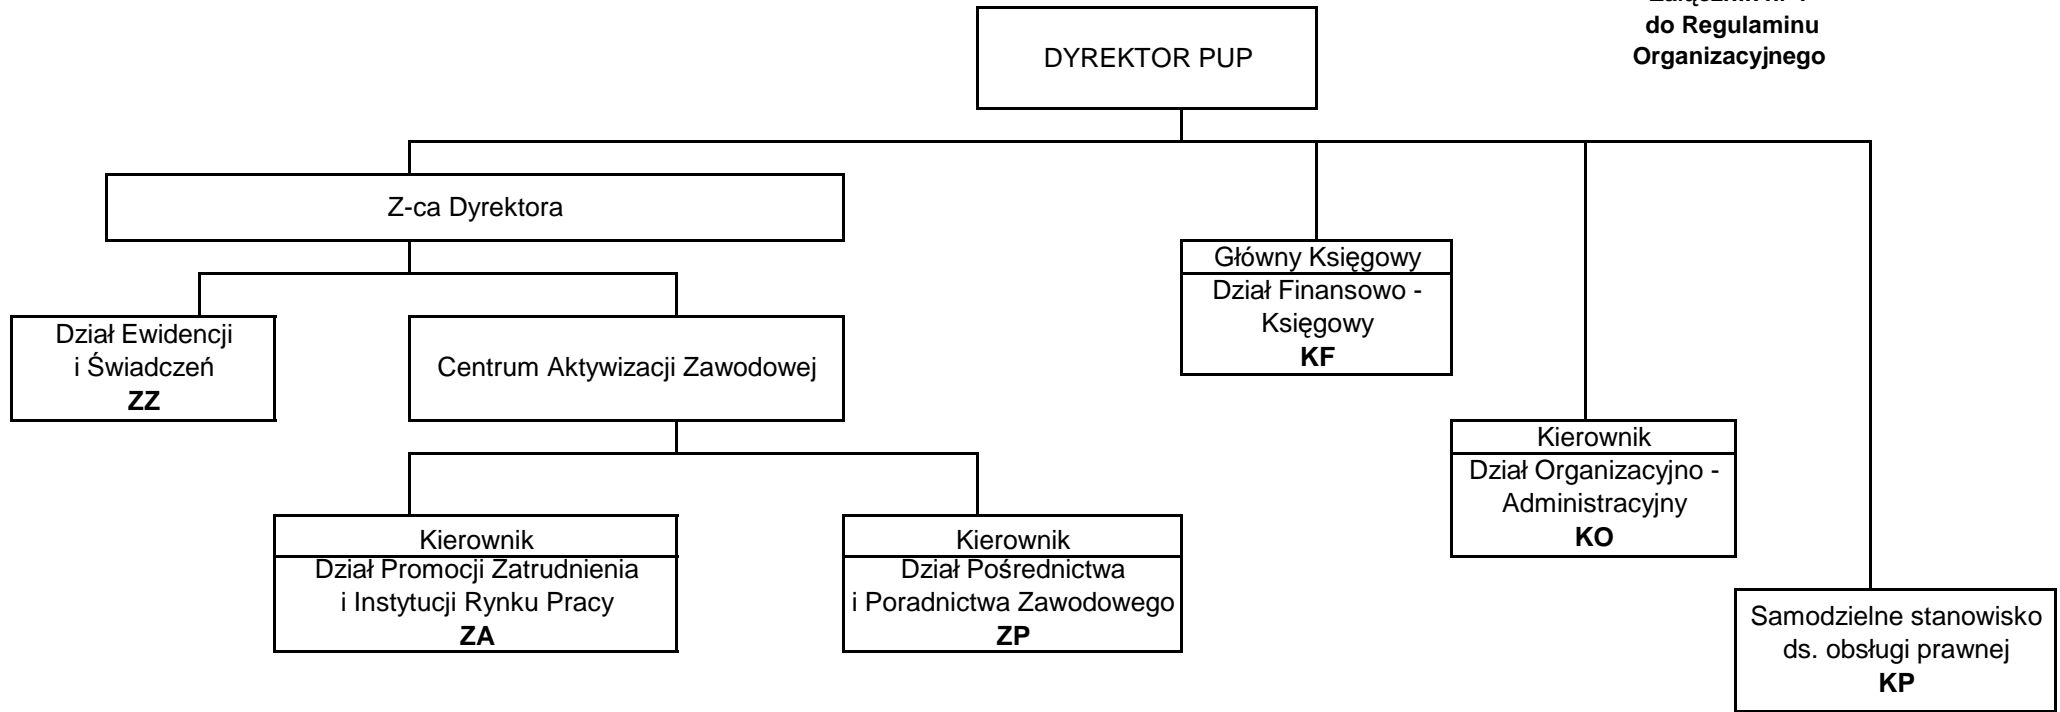 do Regulaminu
Organizacyjnego
DYREKTOR PUP
Z-ca Dyrektora
Główny Księgowy
Dział Finansowo -
Księgowy
KF
Dział Ewidencji
i Świadczeń
ZZ
Centrum Aktywizacji Zawodowej
Kierownik
Dział Organizacyjno -
Administracyjny
KO
Kierownik
Dział Promocji Zatrudnienia
i Instytucji Rynku Pracy
ZA
Kierownik
Dział Pośrednictwa
i Poradnictwa Zawodowego
ZP
Samodzielne stanowisko
ds. obsługi prawnej
KP